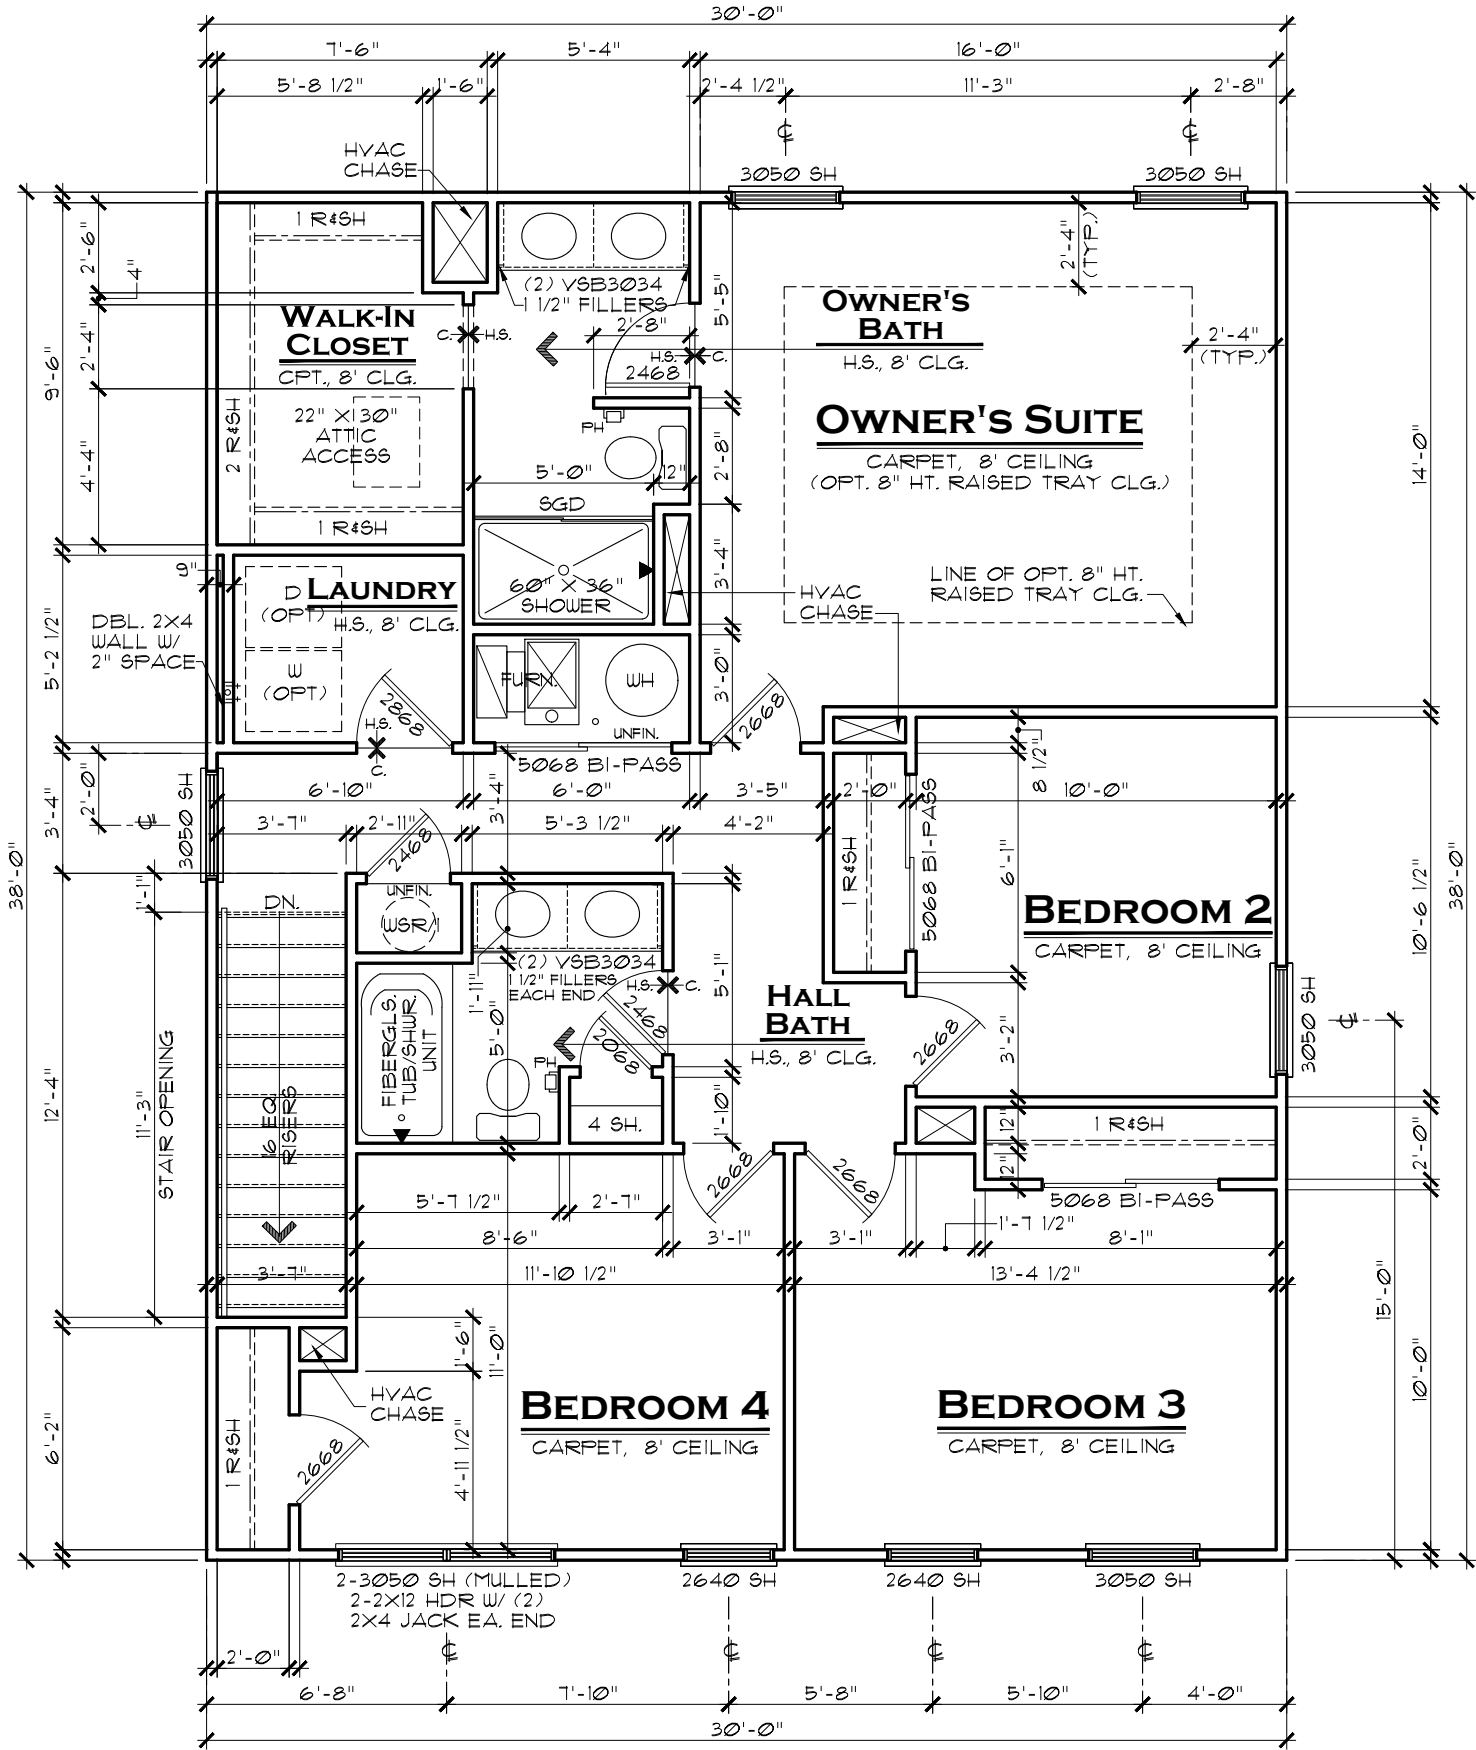 30'-0"
7'-6" 5'-4" 16'-0"
5'-8 1/2" 1'-6" 2'-4 1/2" 11'-3" 2'-8"
HVAC
CHASE
3050 SH 3050 SH
1 R&SH
2'-6"
4"
2'-4"
4'-4"
9'-6"
(2) VSB3034
1 1/2" FILLERS
5'-5"
2'-8"
2'-4"
(TYP.)
WALK-IN
CLOSET
CPT., 8' CLG.
C. H.S.
H.S. C.
2468
OWNER'S
BATH
H.S., 8' CLG.
2'-4"
(TYP.)
2 R&SH
22" X 30"
ATTIC
ACCESS
PH
OWNER'S SUITE
CARPET, 8' CEILING
(OPT. 8" HT. RAISED TRAY CLG.)
14'-0"
5'-0" 12"
2'-8"
SGD
1 R&SH
60" X 36"
SHOWER
3'-4"
HVAC
CHASE
LINE OF OPT. 8" HT.
RAISED TRAY CLG.
6"
D
(OPT)
LAUNDRY
H.S., 8' CLG.
DBL. 2X4
WALL W/
2" SPACE
5'-2 1/2"
W
(OPT)
FURN.
WH
UNFIN.
3'-0"
2868
H.S.
C.
2668
5068 BI-PASS
8 1/2"
2'-0"
3'-4"
3050 SH
6'-10" 6'-0" 3'-5" 2'-0" 10'-0"
3'-4"
3'-7" 2'-11" 5'-3 1/2" 4'-2"
2468
1 R&SH
5068 BI-PASS
6'-1"
38'-0"
38'-0"
1'-1"
DN.
UNFIN.
WSR/1
BEDROOM 2
CARPET, 8' CEILING
10'-6 1/2"
(2) VSB3034
1 1/2" FILLERS
EACH END
1'-11"
H.S. C.
5'-1"
2468
2068
5'-0"
HALL
BATH
H.S., 8' CLG.
3050 SH
2668
3'-2"
FIBERGLS.
TUB/SHWR.
UNIT
PH
4 SH.
1'-10"
STAIR OPENING
11'-3"
12'-4"
16 EQ
RISERS
12"
12"
1 R&SH
2'-0"
2668
2668
5068 BI-PASS
5'-7 1/2" 2'-7"
1'-7 1/2"
8'-6" 3'-1" 3'-1" 8'-1"
3'-7" 11'-10 1/2" 13'-4 1/2"
15'-0"
1'-6"
11'-0"
HVAC
CHASE
BEDROOM 4
CARPET, 8' CEILING
BEDROOM 3
CARPET, 8' CEILING
10'-0"
6'-2"
1 R&SH
2668
4'-11 1/2"
2-3050 SH (MULLED)
2-2X12 HDR W/ (2)
2X4 JACK EA. END
2640 SH 2640 SH 3050 SH
2'-0"
6'-8" 7'-10" 5'-8" 5'-10" 4'-0"
30'-0"